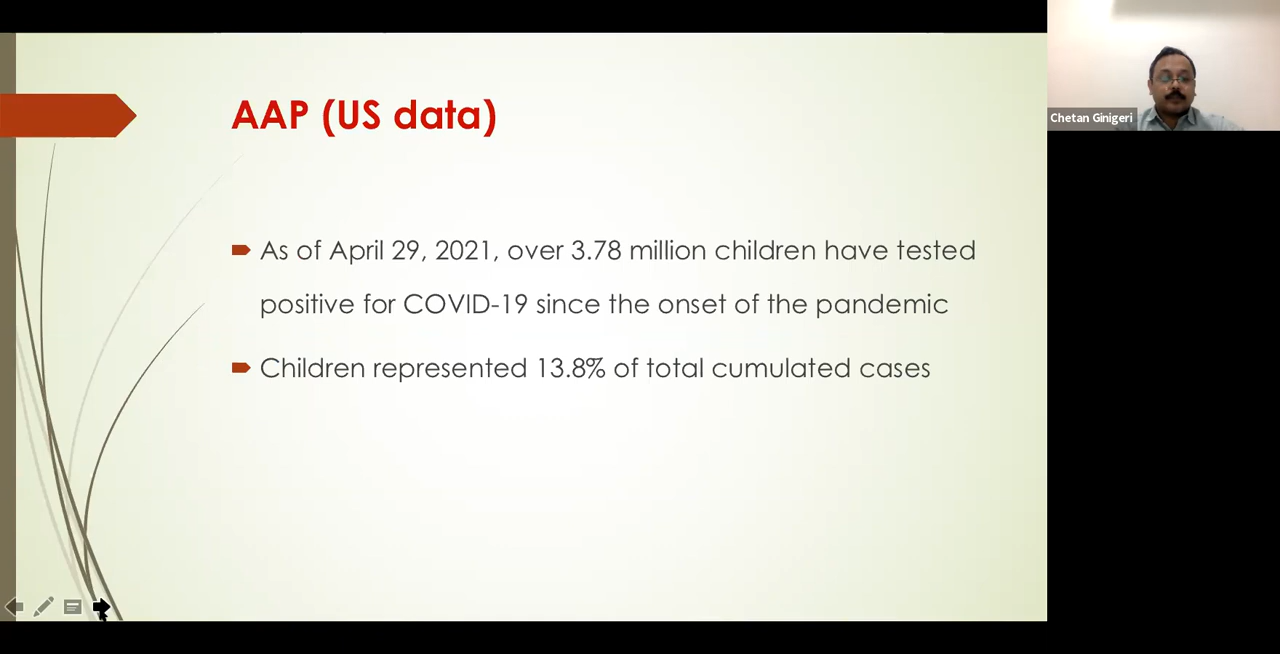 AAP (US data)
As of April 29, 2021, over 3.78 million children have tested
positive for COVID-19 since the onset of the pandemic
Children represented 13.8% of total cumulated cases
Chetan Ginigeri